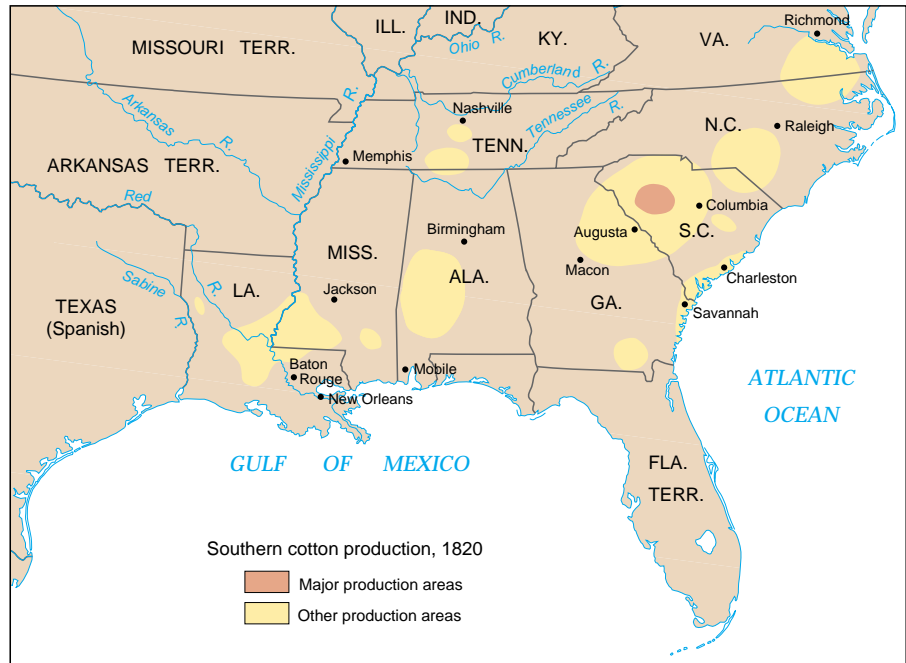 Richmond
IND.
ILL.
KY.
VA.
MISSOURI TERR.
Ohio R.
Cumberland R.
Arkansas R.
Mississippi R.
Nashville
Tennessee R.
N.C.
Raleigh
TENN.
Memphis
ARKANSAS TERR.
Red R.
Columbia
S.C.
Augusta
Birmingham
MISS.
ALA.
Macon
Charleston
Sabine R.
LA.
Jackson
GA.
TEXAS
(Spanish)
Savannah
Baton
Rouge
Mobile
New Orleans
ATLANTIC
OCEAN
GULF OF MEXICO
FLA.
TERR.
Southern cotton production, 1820
Major production areas
Other production areas